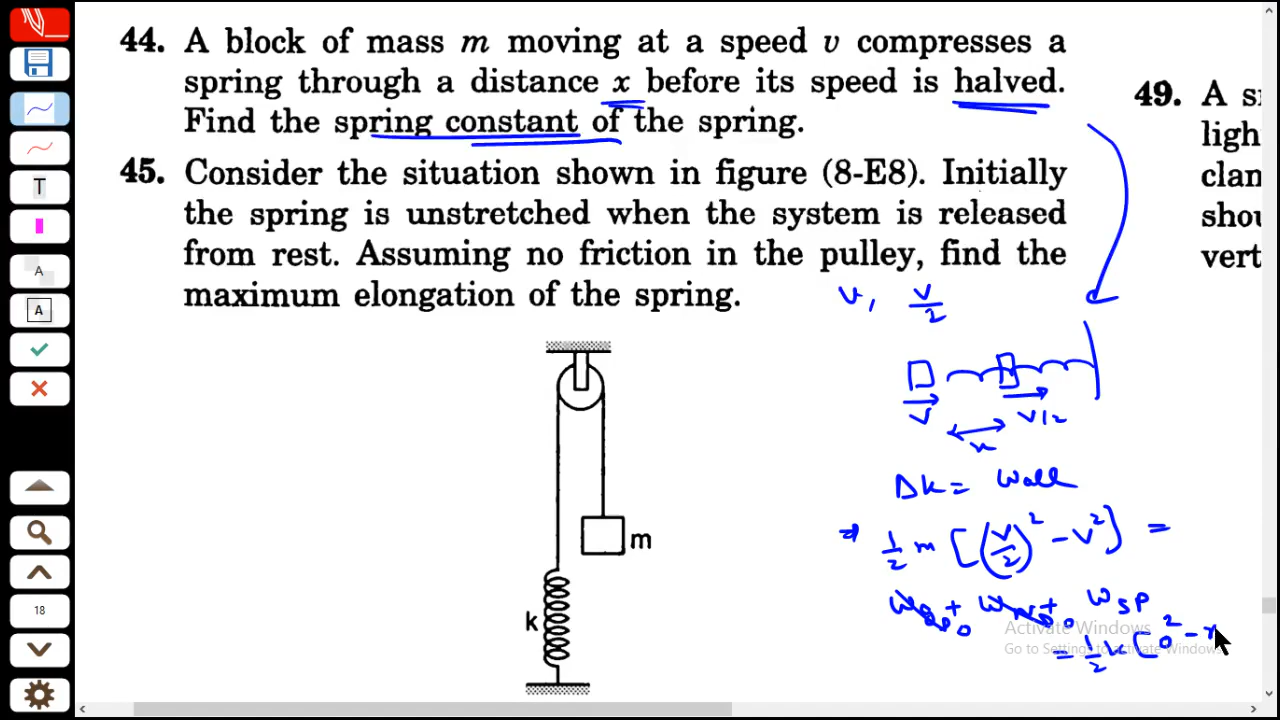 44. A block of mass m moving at a speed v compresses a
spring through a distance x before its speed is halved.
Find the spring constant of the spring.
45. Consider the situation shown in figure (8-E8). Initially
the spring is unstretched when the system is released
from rest. Assuming no friction in the pulley, find the
maximum elongation of the spring.
m
k
49. A s
ligh
clan
shou
vert
v, v/2
v
v/2
x
Δk = Wall
⇒ 1/2 m [(v/2)² - v²] =
+ + WSP
= 1/2 k [0² -
T
A
A
18
Activate Windows
Go to Settings to activate Windows